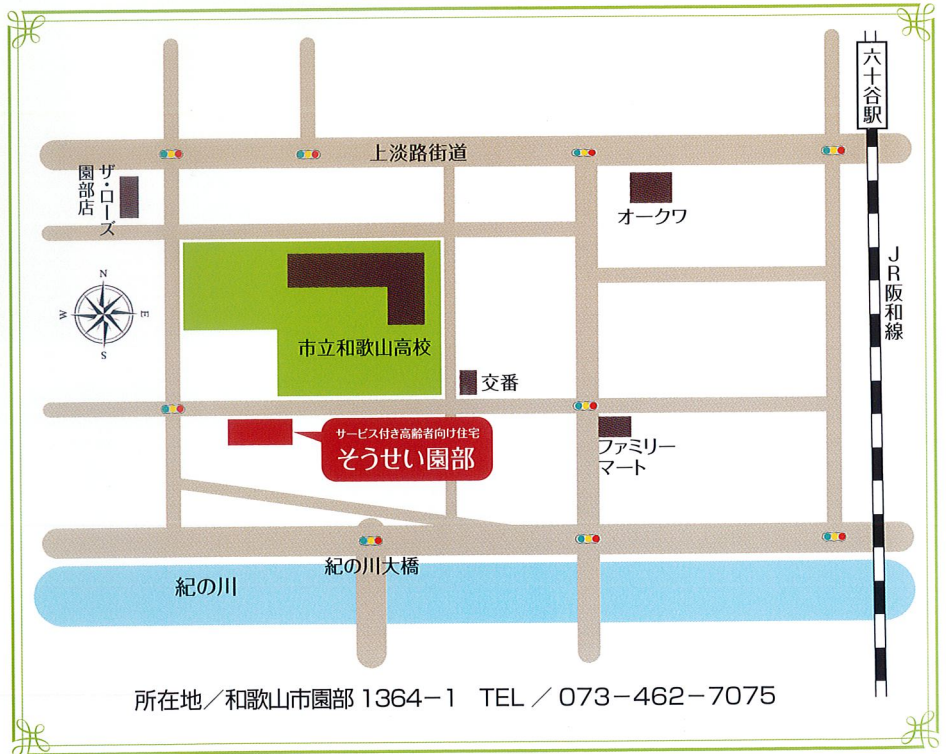 六十谷駅
上淡路街道
ザ・ローズ
園部店
オークワ
JR阪和線
N
W
E
S
市立和歌山高校
交番
サービス付き高齢者向け住宅
そうせい園部
ファミリー
マート
紀の川大橋
紀の川
所在地／和歌山市園部1364−1 TEL／073−462−7075